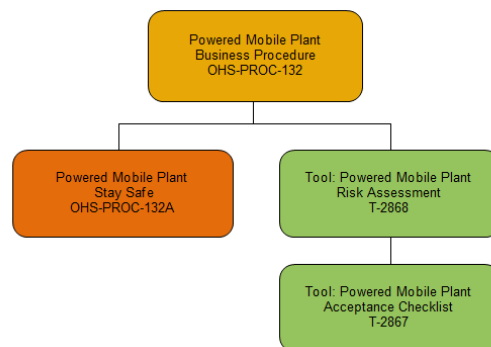 Powered Mobile Plant
Business Procedure
OHS-PROC-132
Powered Mobile Plant
Stay Safe
OHS-PROC-132A
Tool: Powered Mobile Plant
Risk Assessment
T-2868
Tool: Powered Mobile Plant
Acceptance Checklist
T-2867